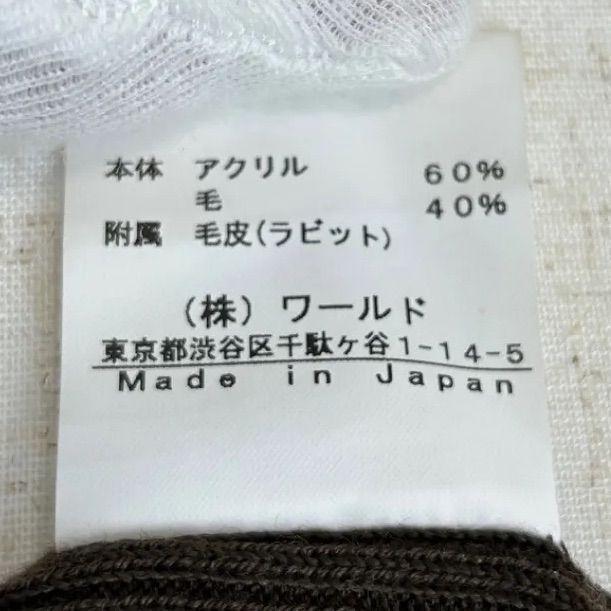 本体 アクリル 60%
毛 40%
附属 毛皮(ラビット)
(株)ワールド
東京都渋谷区千駄ヶ谷1-14-5
Made in Japan